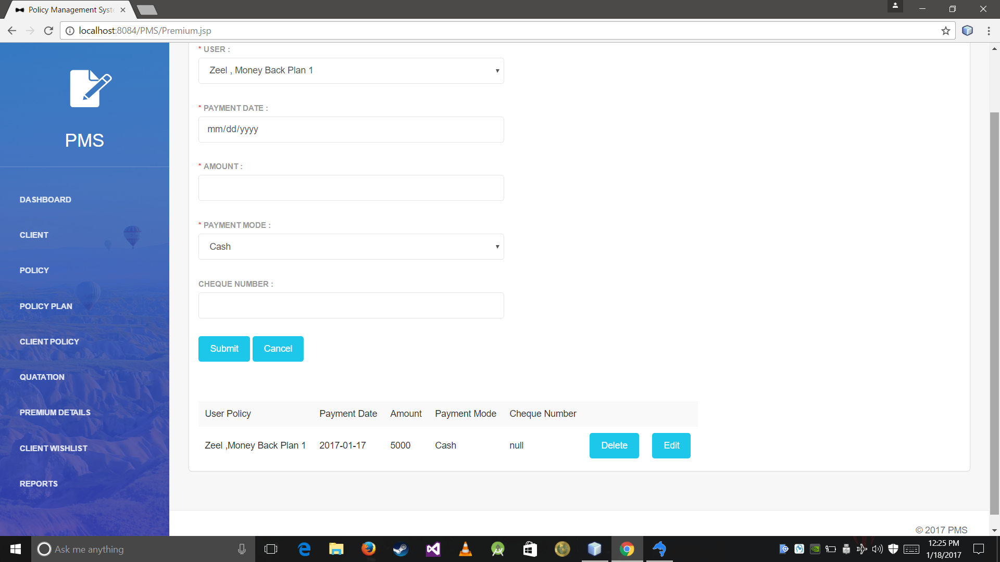 Policy Management Syste
localhost:8084/PMS/Premium.jsp
PMS
DASHBOARD
CLIENT
POLICY
POLICY PLAN
CLIENT POLICY
QUATATION
PREMIUM DETAILS
CLIENT WISHLIST
REPORTS
* USER :
Zeel , Money Back Plan 1
* PAYMENT DATE :
mm/dd/yyyy
* AMOUNT :
* PAYMENT MODE :
Cash
CHEQUE NUMBER :
Submit Cancel
User Policy Payment Date Amount Payment Mode Cheque Number
Zeel ,Money Back Plan 1 2017-01-17 5000 Cash null Delete Edit
© 2017 PMS
Ask me anything
12:25 PM
1/18/2017